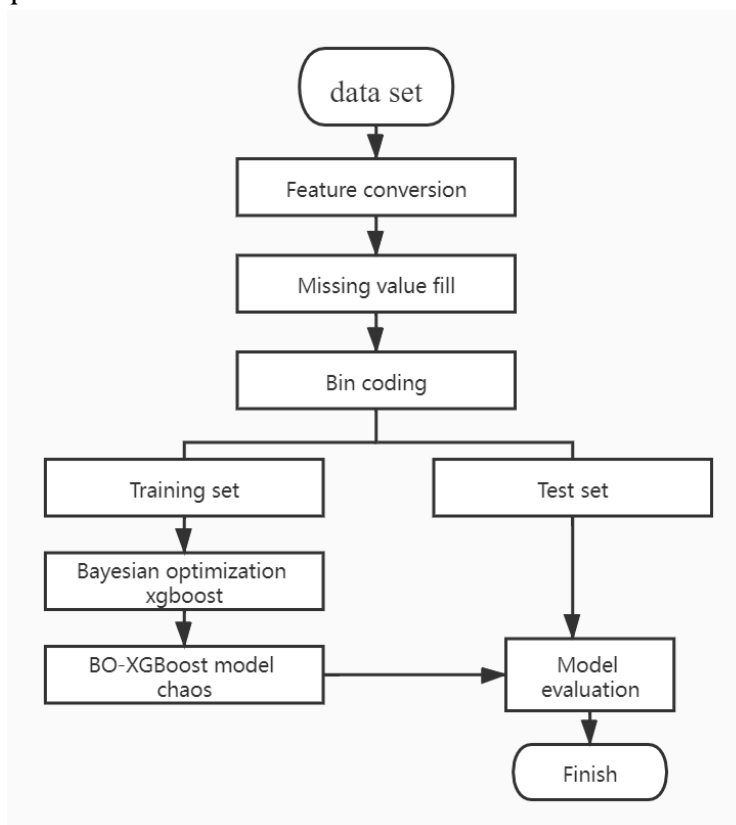 data set
Feature conversion
Missing value fill
Bin coding
Training set
Test set
Bayesian optimization
xgboost
BO-XGBoost model
chaos
Model
evaluation
Finish